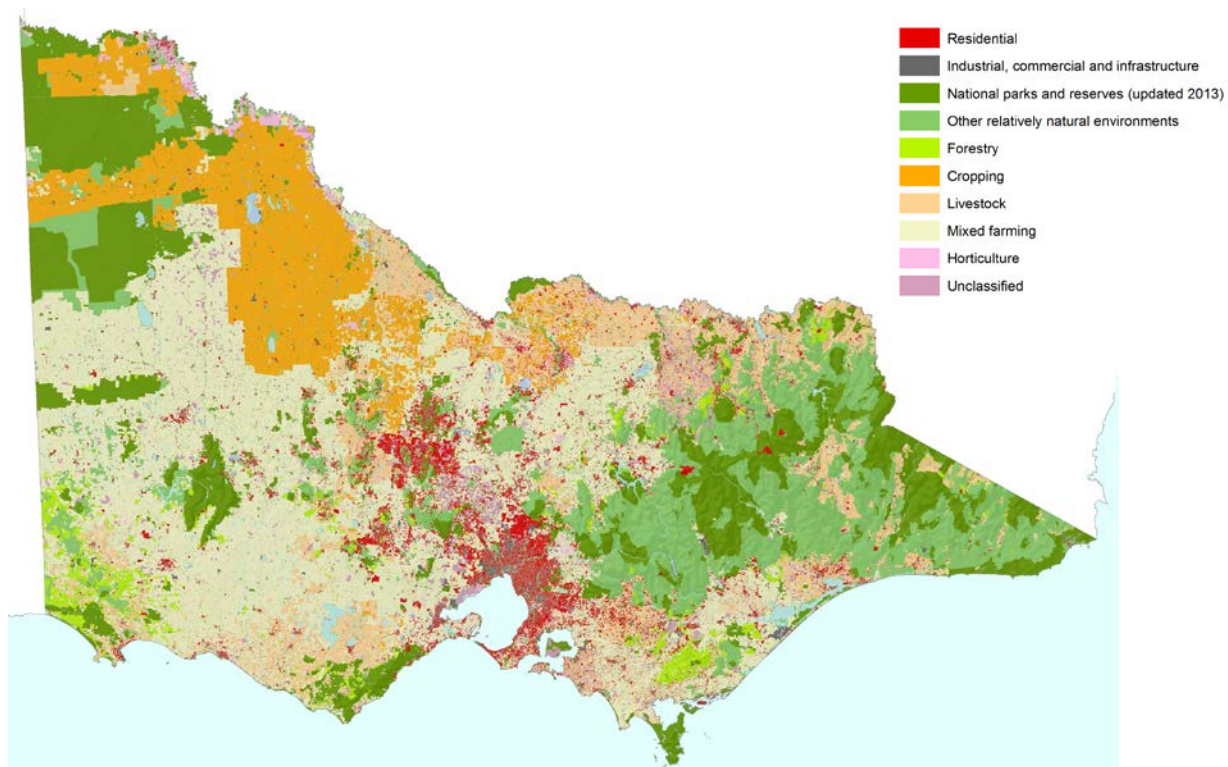 Residential
Industrial, commercial and infrastructure
National parks and reserves (updated 2013)
Other relatively natural environments
Forestry
Cropping
Livestock
Mixed farming
Horticulture
Unclassified